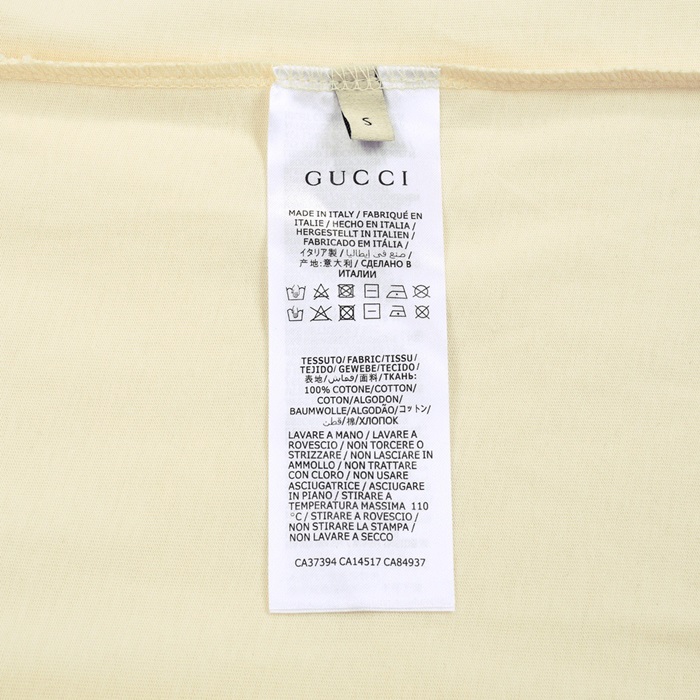 S
GUCCI
MADE IN ITALY / FABRIQUÉ EN
ITALIE / HECHO EN ITALIA /
HERGESTELLT IN ITALIEN /
FABRICADO EM ITÁLIA /
イタリア製 / صنع في إيطاليا /
产地:意大利 / СДЕЛАНО В
ИТАЛИИ
TESSUTO/FABRIC/TISSU/
TEJIDO/GEWEBE/TECIDO/
表地/قماش/面料/ТКАНЬ:
100% COTONE/COTTON/
COTON/ALGODON/
BAUMWOLLE/ALGODÃO/コットン/
قطن/棉/ХЛОПОК
LAVARE A MANO / LAVARE A
ROVESCIO / NON TORCERE O
STRIZZARE / NON LASCIARE IN
AMMOLLO / NON TRATTARE
CON CLORO / NON USARE
ASCIUGATRICE / ASCIUGARE
IN PIANO / STIRARE A
TEMPERATURA MASSIMA 110
°C / STIRARE A ROVESCIO /
NON STIRARE LA STAMPA /
NON LAVARE A SECCO
CA37394 CA14517 CA84937